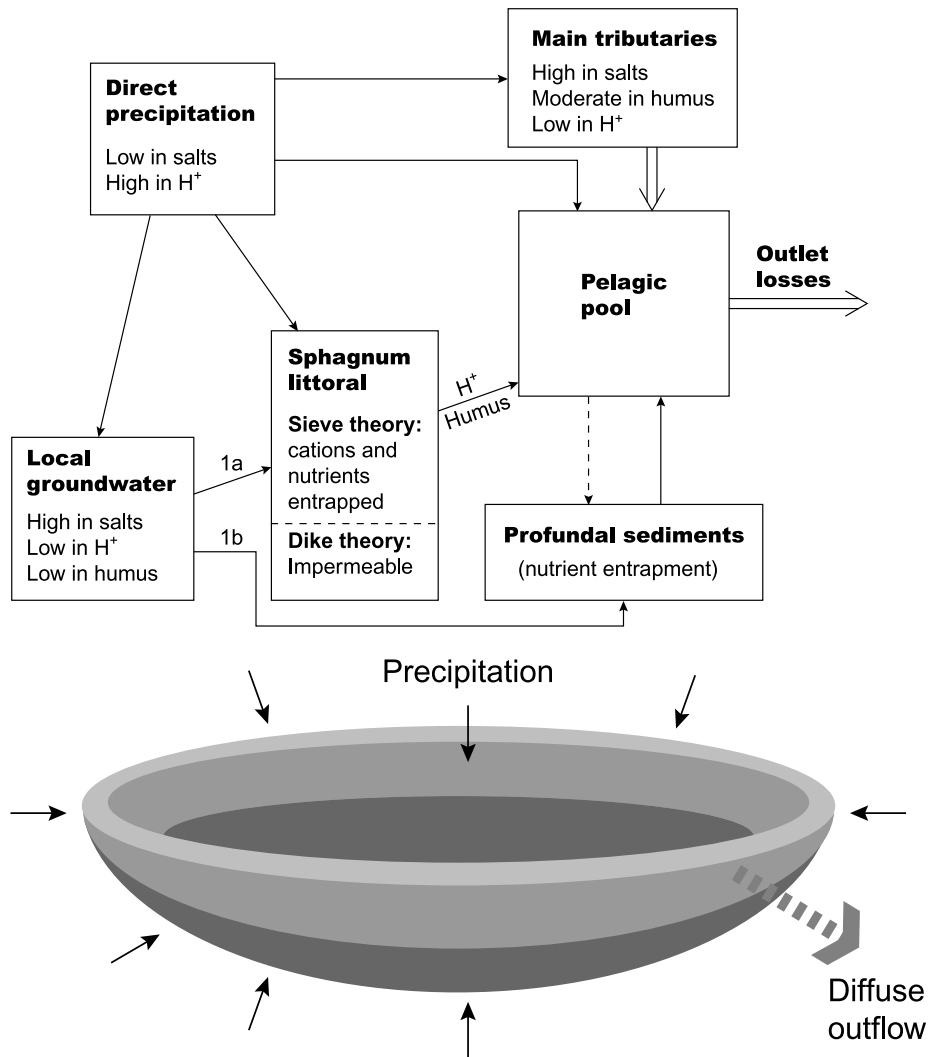 Main tributaries
High in salts
Moderate in humus
Low in H⁺
Direct
precipitation
Low in salts
High in H⁺
Pelagic
pool
Outlet
losses
Sphagnum
littoral
Sieve theory:
cations and
nutrients
entrapped
Dike theory:
Impermeable
H⁺
Humus
Local
groundwater
High in salts
Low in H⁺
Low in humus
1a
1b
Profundal sediments
(nutrient entrapment)
Precipitation
Diffuse
outflow